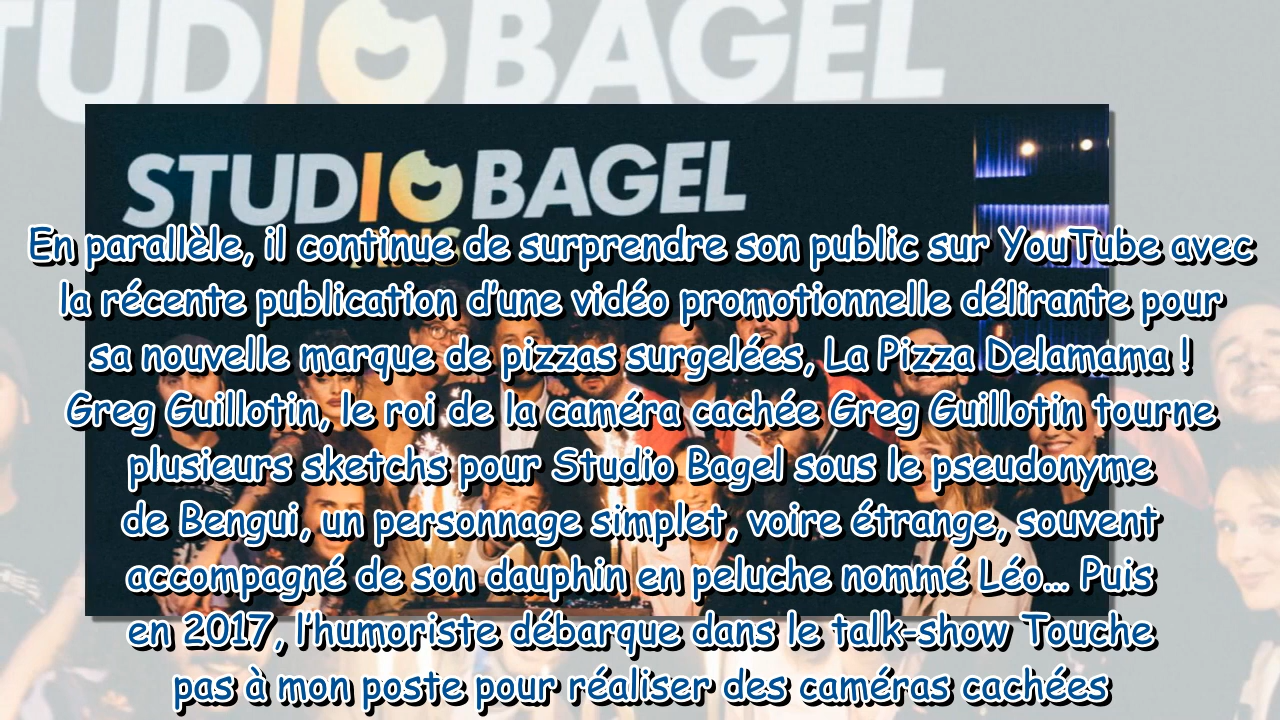 STUDIO BAGEL
STUDIO BAGEL
ANS
En parallèle, il continue de surprendre son public sur YouTube avec
la récente publication d'une vidéo promotionnelle délirante pour
sa nouvelle marque de pizzas surgelées, La Pizza Delamama !
Greg Guillotin, le roi de la caméra cachée Greg Guillotin tourne
plusieurs sketchs pour Studio Bagel sous le pseudonyme
de Bengui, un personnage simplet, voire étrange, souvent
accompagné de son dauphin en peluche nommé Léo... Puis
en 2017, l'humoriste débarque dans le talk-show Touche
pas à mon poste pour réaliser des caméras cachées